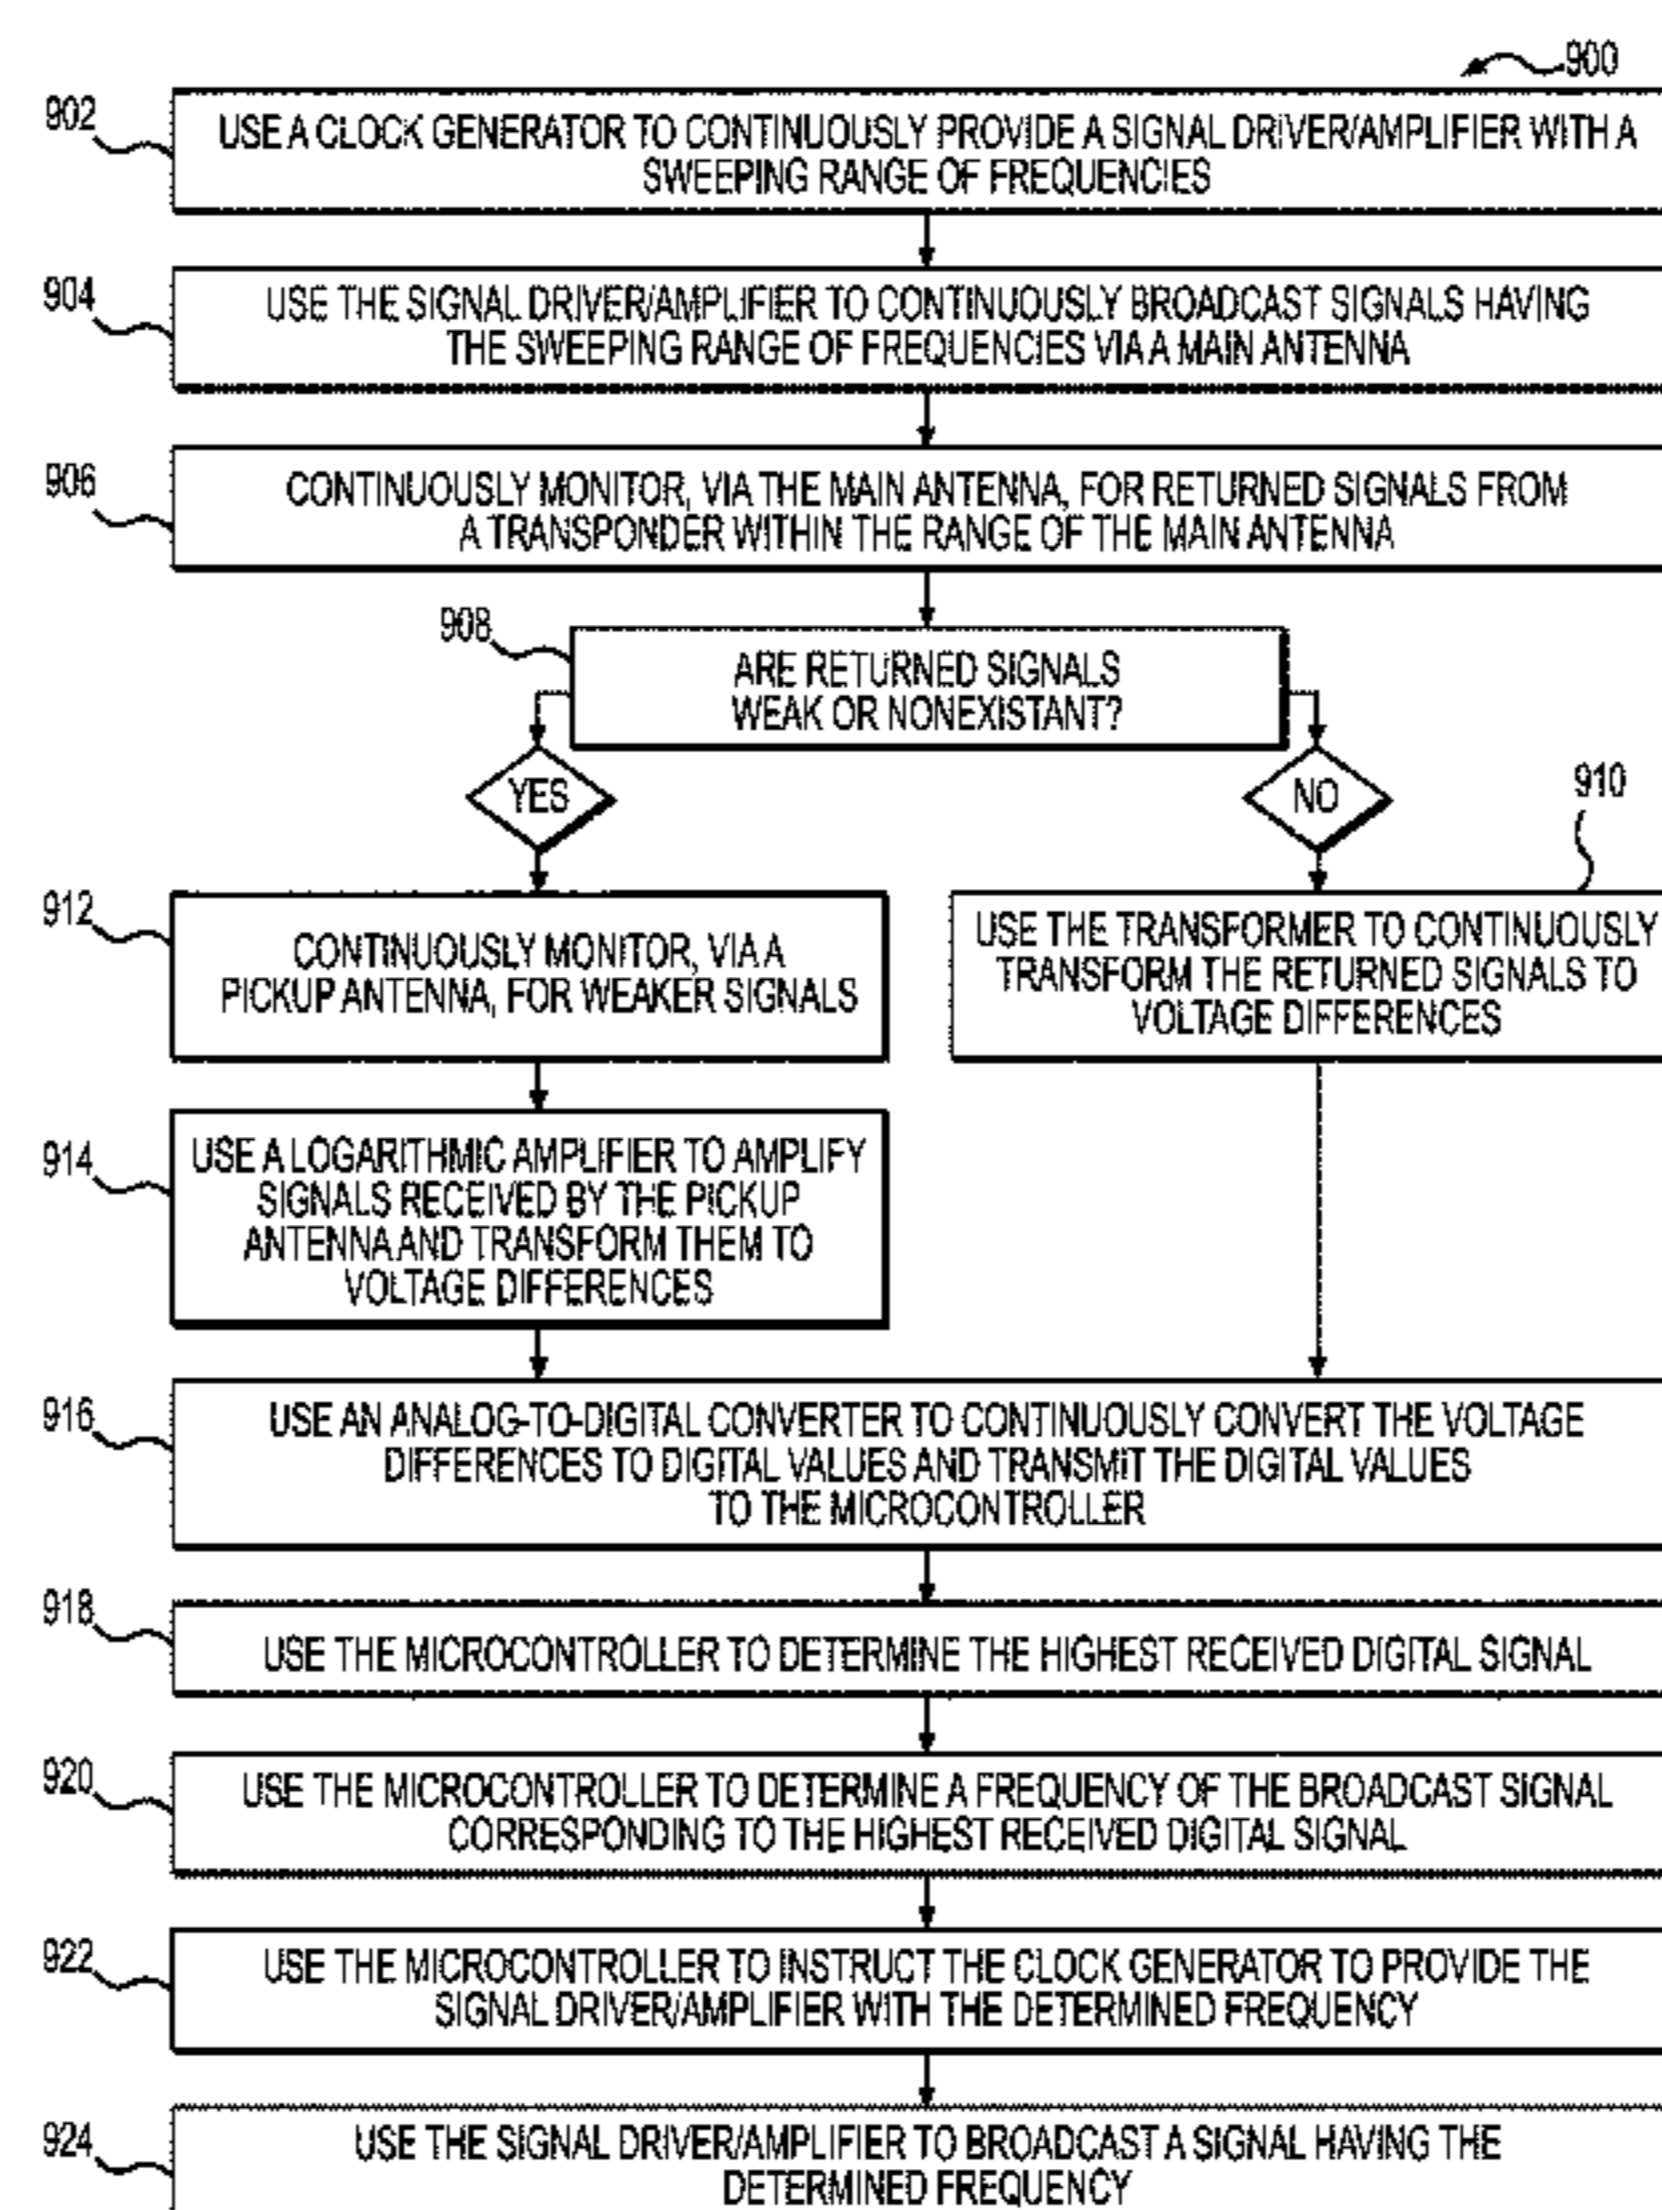 900
902
USE A CLOCK GENERATOR TO CONTINUOUSLY PROVIDE A SIGNAL DRIVER/AMPLIFIER WITH A
SWEEPING RANGE OF FREQUENCIES
904
USE THE SIGNAL DRIVER/AMPLIFIER TO CONTINUOUSLY BROADCAST SIGNALS HAVING
THE SWEEPING RANGE OF FREQUENCIES VIA A MAIN ANTENNA
906
CONTINUOUSLY MONITOR, VIA THE MAIN ANTENNA, FOR RETURNED SIGNALS FROM
A TRANSPONDER WITHIN THE RANGE OF THE MAIN ANTENNA
908
ARE RETURNED SIGNALS
WEAK OR NONEXISTANT?
YES
NO
910
912
CONTINUOUSLY MONITOR, VIA A
PICKUP ANTENNA, FOR WEAKER SIGNALS
USE THE TRANSFORMER TO CONTINUOUSLY
TRANSFORM THE RETURNED SIGNALS TO
VOLTAGE DIFFERENCES
914
USE A LOGARITHMIC AMPLIFIER TO AMPLIFY
SIGNALS RECEIVED BY THE PICKUP
ANTENNA AND TRANSFORM THEM TO
VOLTAGE DIFFERENCES
916
USE AN ANALOG-TO-DIGITAL CONVERTER TO CONTINUOUSLY CONVERT THE VOLTAGE
DIFFERENCES TO DIGITAL VALUES AND TRANSMIT THE DIGITAL VALUES
TO THE MICROCONTROLLER
918
USE THE MICROCONTROLLER TO DETERMINE THE HIGHEST RECEIVED DIGITAL SIGNAL
920
USE THE MICROCONTROLLER TO DETERMINE A FREQUENCY OF THE BROADCAST SIGNAL
CORRESPONDING TO THE HIGHEST RECEIVED DIGITAL SIGNAL
922
USE THE MICROCONTROLLER TO INSTRUCT THE CLOCK GENERATOR TO PROVIDE THE
SIGNAL DRIVER/AMPLIFIER WITH THE DETERMINED FREQUENCY
924
USE THE SIGNAL DRIVER/AMPLIFIER TO BROADCAST A SIGNAL HAVING THE
DETERMINED FREQUENCY